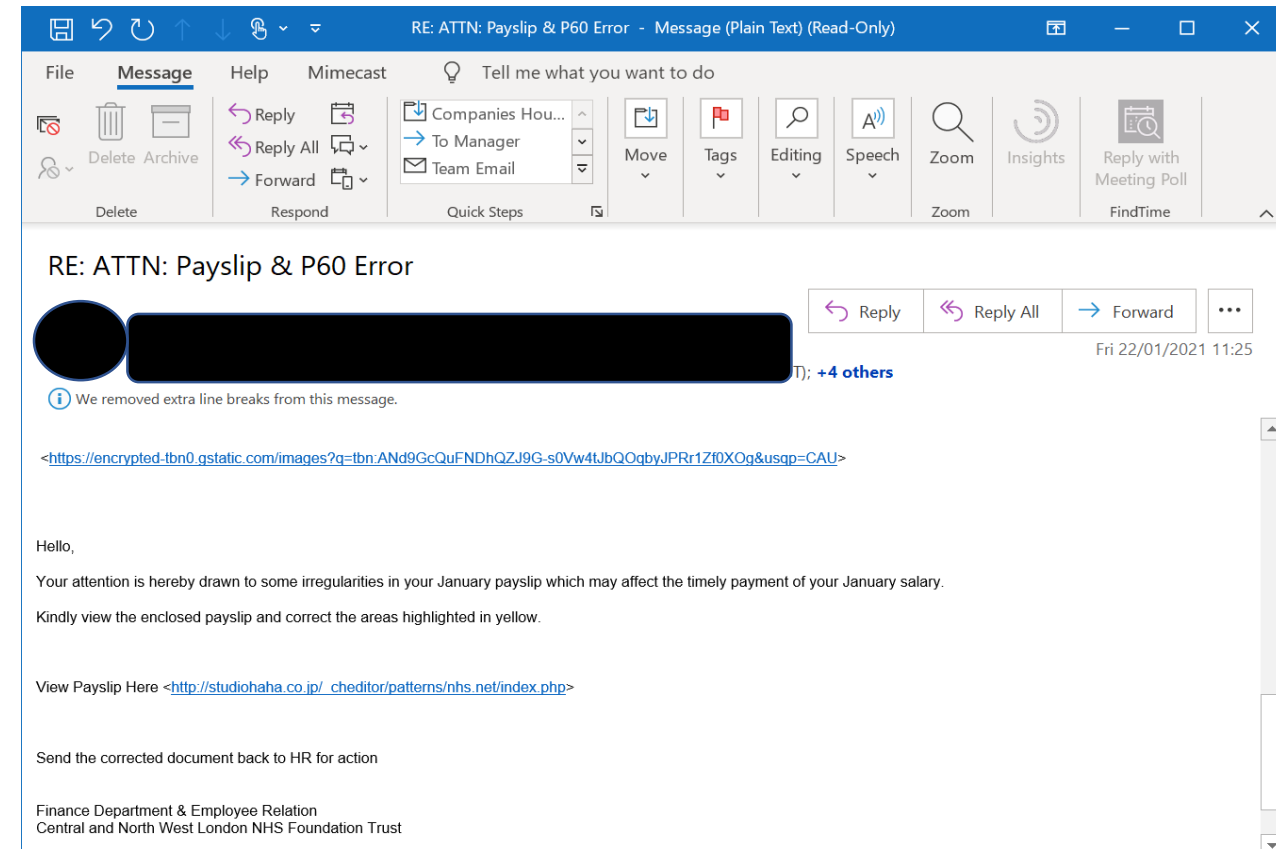 RE: ATTN: Payslip & P60 Error - Message (Plain Text) (Read-Only)
File Message Help Mimecast Tell me what you want to do
Delete Archive
Reply
Reply All
Forward
Companies Hou...
To Manager
Team Email
Move
Tags
Editing
Speech
Zoom
Insights
Reply with
Meeting Poll
Delete Respond Quick Steps Zoom FindTime
RE: ATTN: Payslip & P60 Error
Reply Reply All Forward
Fri 22/01/2021 11:25
T); +4 others
We removed extra line breaks from this message.
<https://encrypted-tbn0.gstatic.com/images?q=tbn:ANd9GcQuFNDhQZJ9G-s0Vw4tJbQOqbyJPRr1Zf0XOg&usqp=CAU>
Hello,
Your attention is hereby drawn to some irregularities in your January payslip which may affect the timely payment of your January salary.
Kindly view the enclosed payslip and correct the areas highlighted in yellow.
View Payslip Here <http://studiohaha.co.jp/_cheditor/patterns/nhs.net/index.php>
Send the corrected document back to HR for action
Finance Department & Employee Relation
Central and North West London NHS Foundation Trust